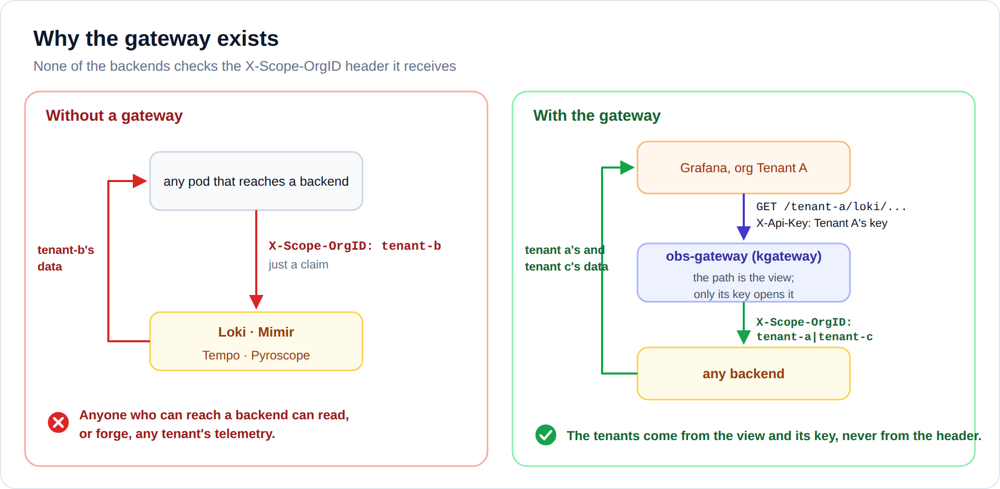 Why the gateway exists
None of the backends checks the X-Scope-OrgID header it receives
Without a gateway
any pod that reaches a backend
tenant-b's
data
X-Scope-OrgID: tenant-b
just a claim
Loki · Mimir
Tempo · Pyroscope
Anyone who can reach a backend can read,
or forge, any tenant's telemetry.
With the gateway
Grafana, org Tenant A
GET /tenant-a/loki/...
X-Api-Key: Tenant A's key
tenant a's and
tenant c's data
obs-gateway (kgateway)
the path is the view;
only its key opens it
X-Scope-OrgID:
tenant-a|tenant-c
any backend
The tenants come from the view and its key, never from the header.